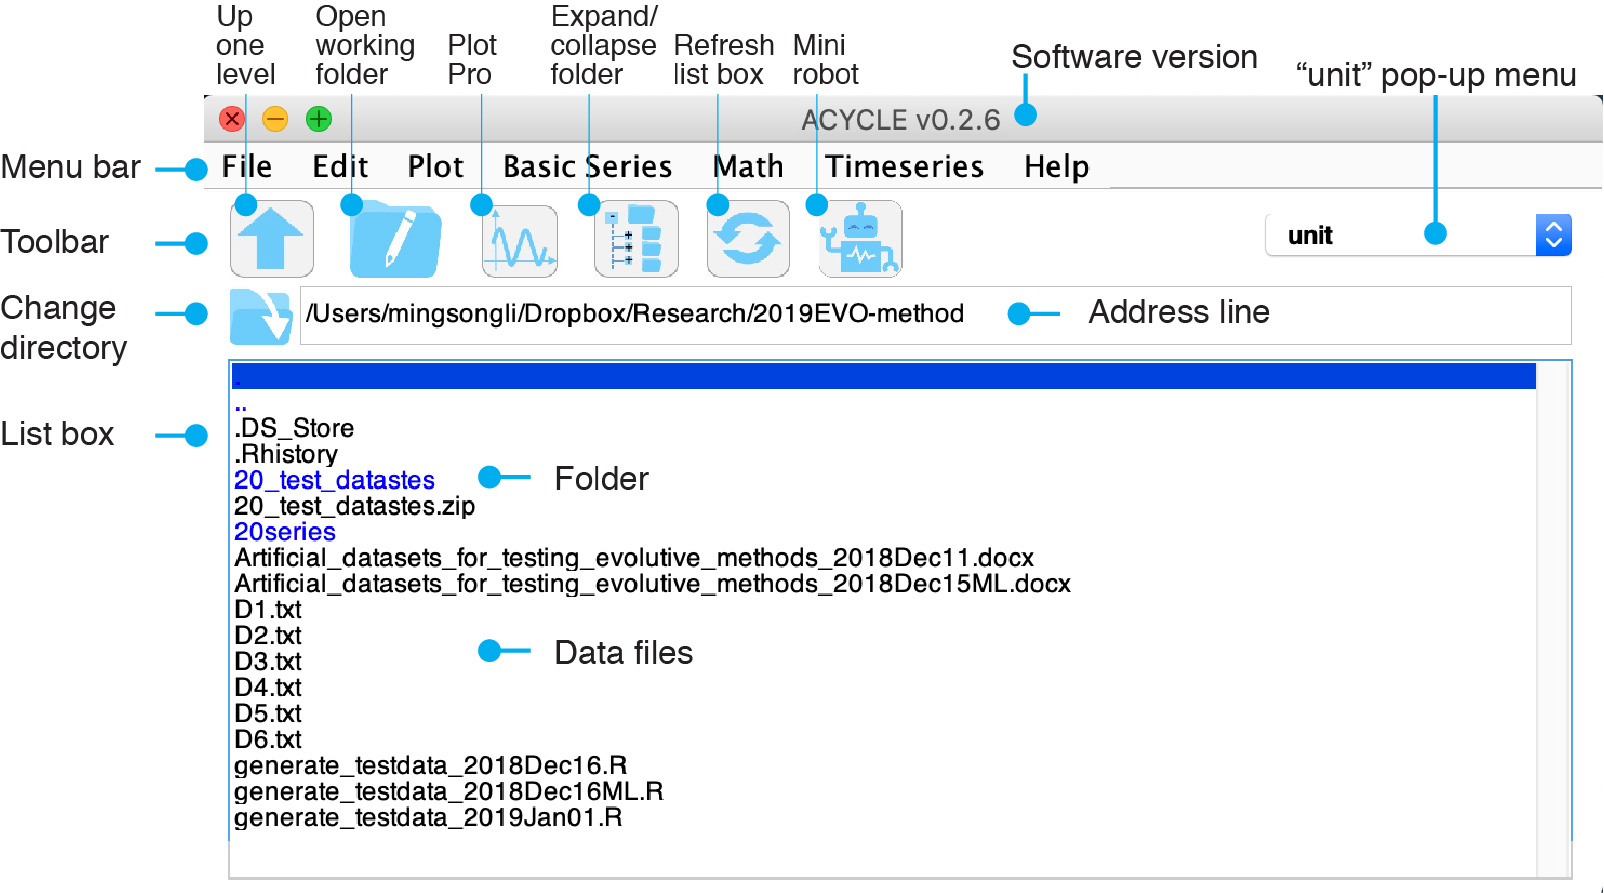 Up
one
level
Open
working
folder
Plot
Pro
Expand/
collapse
folder
Refresh
list box
Mini
robot
Software version
“unit” pop-up menu
ACYCLE v0.2.6
Menu bar
File Edit Plot Basic Series Math Timeseries Help
Toolbar
unit
Change
directory
/Users/mingsongli/Dropbox/Research/2019EVO-method
Address line
List box
.
..
.DS_Store
.Rhistory
20_test_datastes
Folder
20_test_datastes.zip
20series
Artificial_datasets_for_testing_evolutive_methods_2018Dec11.docx
Artificial_datasets_for_testing_evolutive_methods_2018Dec15ML.docx
D1.txt
D2.txt
D3.txt
Data files
D4.txt
D5.txt
D6.txt
generate_testdata_2018Dec16.R
generate_testdata_2018Dec16ML.R
generate_testdata_2019Jan01.R